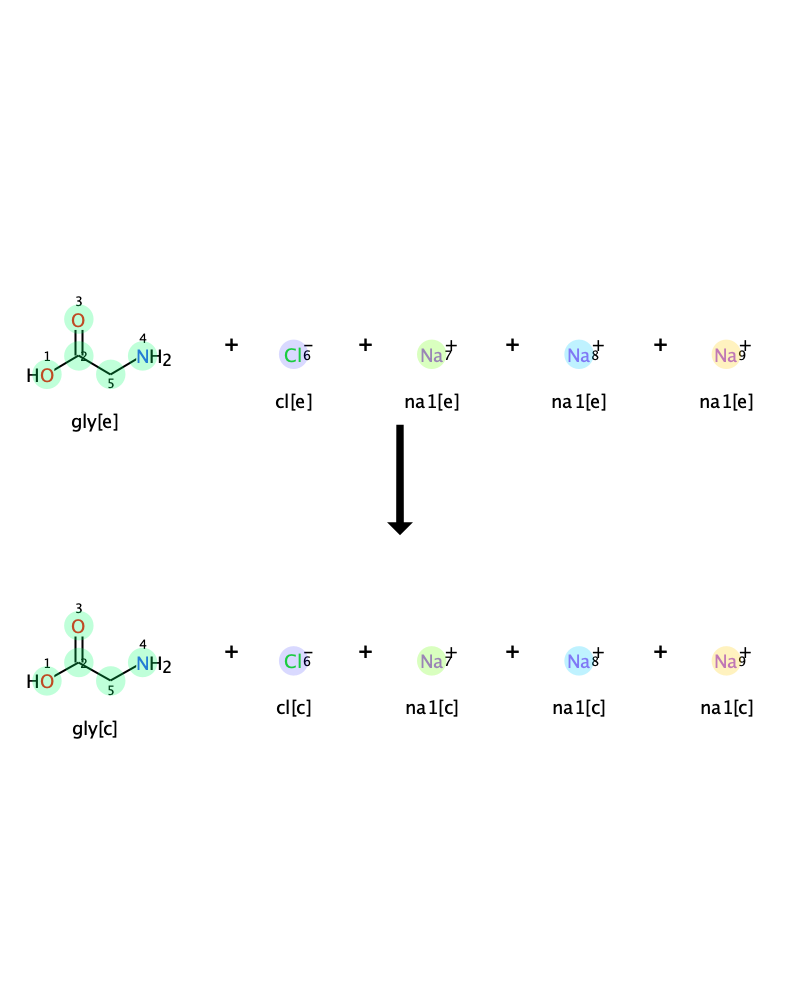 3
O
1 2 4
HO NH2
5
+ Cl− 6 + Na+ 7 + Na+ 8 + Na+ 9
gly[e] cl[e] na1[e] na1[e] na1[e]
3
O
1 2 4
HO NH2
5
+ Cl− 6 + Na+ 7 + Na+ 8 + Na+ 9
gly[c] cl[c] na1[c] na1[c] na1[c]